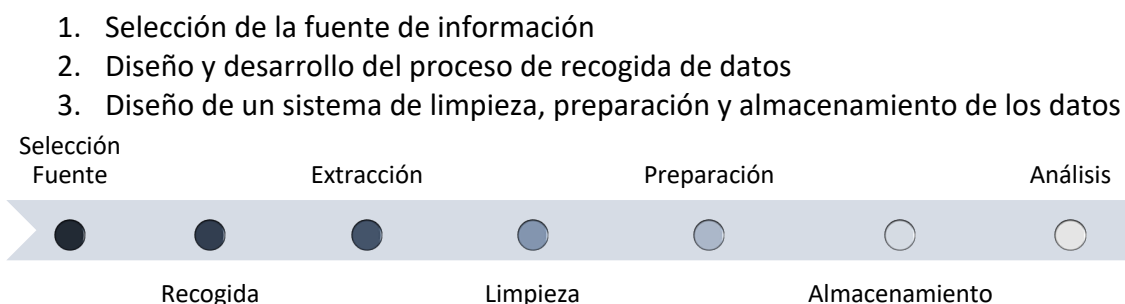 1. Selección de la fuente de información
2. Diseño y desarrollo del proceso de recogida de datos
3. Diseño de un sistema de limpieza, preparación y almacenamiento de los datos
Selección
Fuente
Extracción
Preparación
Análisis
Recogida
Limpieza
Almacenamiento